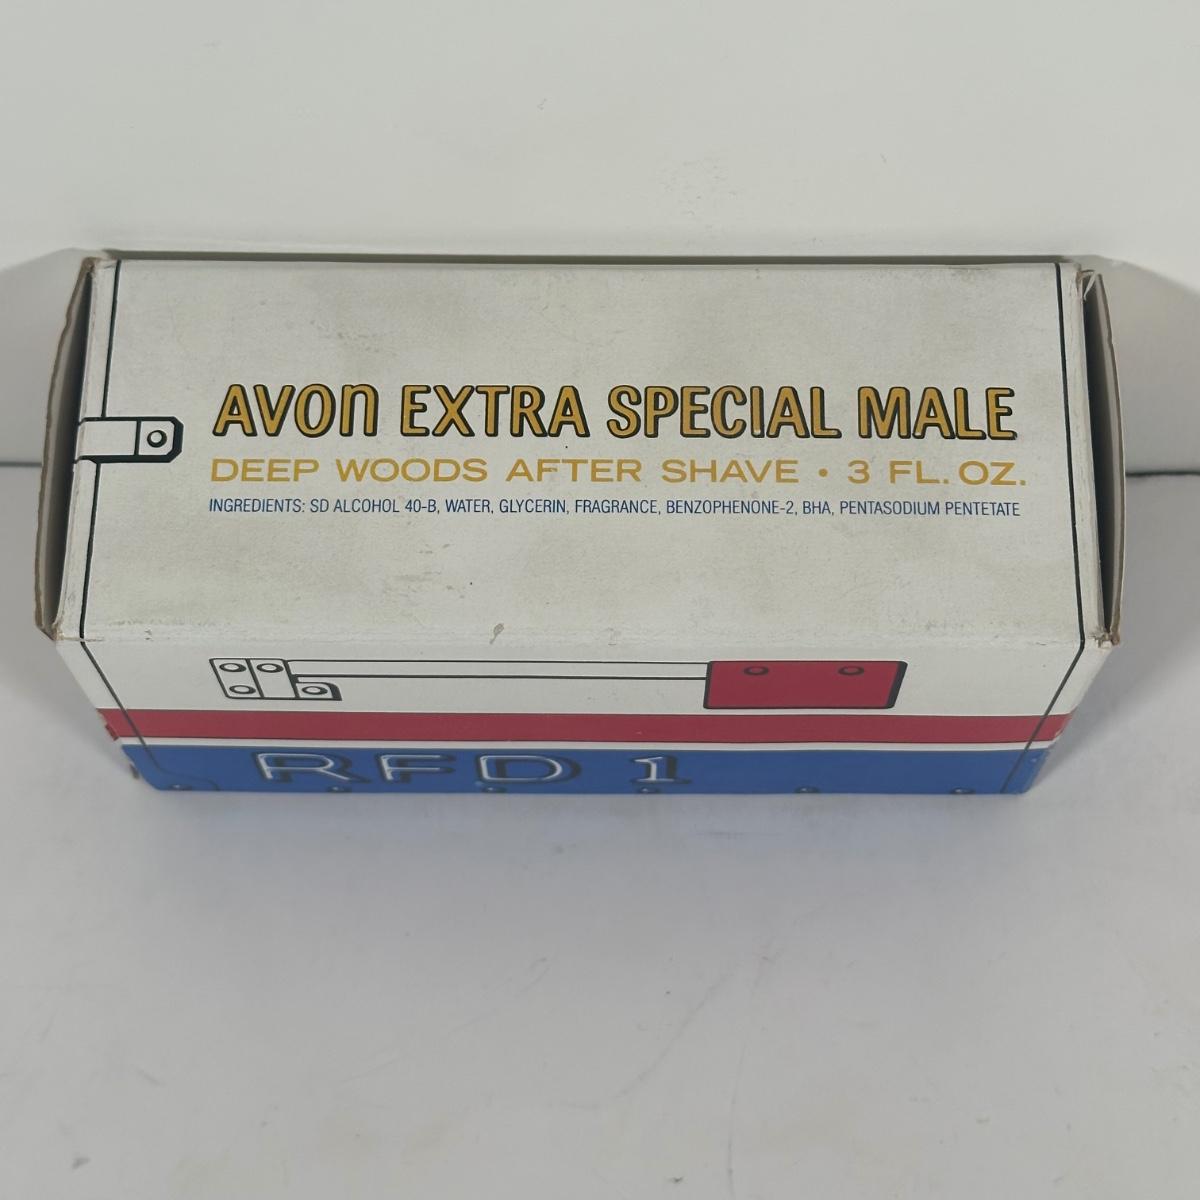 AVON EXTRA SPECIAL MALE
DEEP WOODS AFTER SHAVE • 3 FL. OZ.
INGREDIENTS: SD ALCOHOL 40-B, WATER, GLYCERIN, FRAGRANCE, BENZOPHENONE-2, BHA, PENTASODIUM PENTETATE
RFD 1